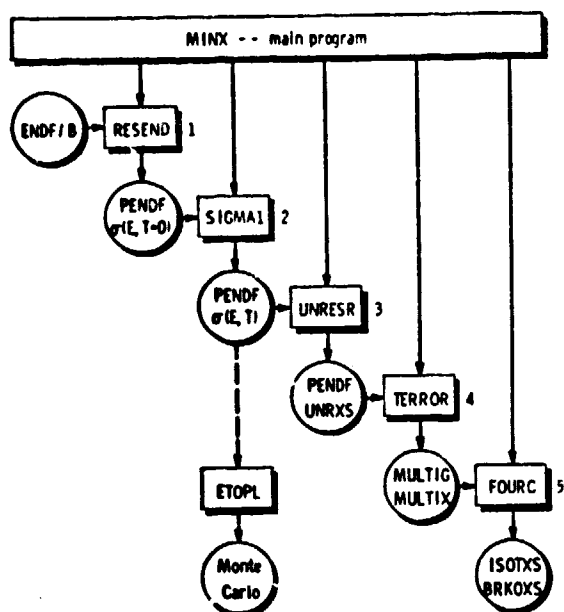 MINX -- main program
ENDF/B
RESEND
1
PENDF
σ(E, T=0)
SIGMA1
2
PENDF
σ(E, T)
UNRESR
3
PENDF
UNRXS
TERROR
4
ETOPL
MULTIG
MULTIX
FOURC
5
Monte
Carlo
ISOTXS
BRKOXS